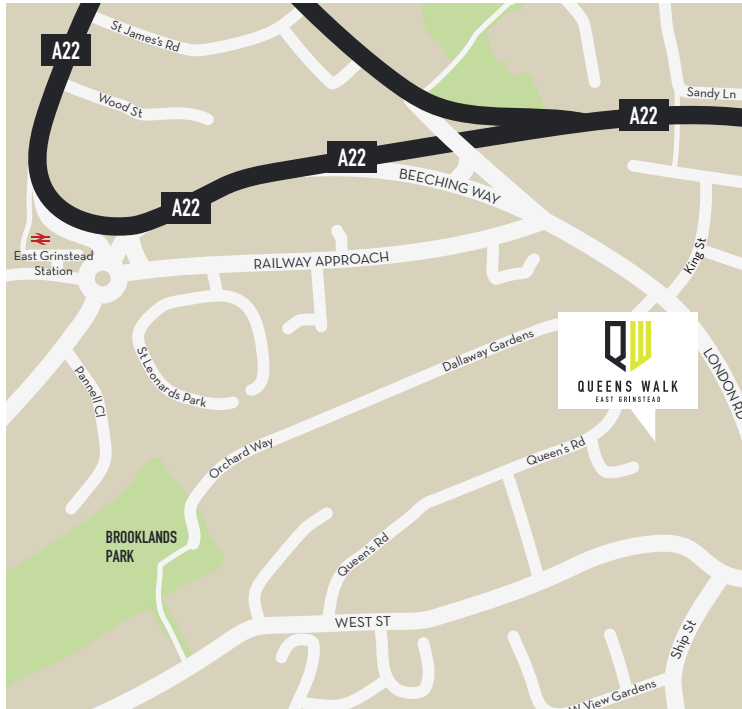 St James's Rd
A22
Wood St
Sandy Ln
A22
A22
BEECHING WAY
A22
King St
East Grinstead
Station
RAILWAY APPROACH
Dallaway Gardens
QW
QUEENS WALK
EAST GRINSTEAD
LONDON RD
St Leonards Park
Pannell Cl
Orchard Way
Queen's Rd
BROOKLANDS
PARK
Queen's Rd
WEST ST
Ship St
W View Gardens